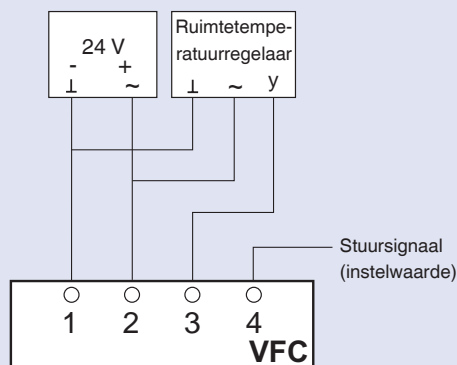 24 V
- +
⊥ ~
Ruimtetempe-
ratuurregelaar
⊥ ~ y
Stuursignaal
(instelwaarde)
1 2 3 4
VFC